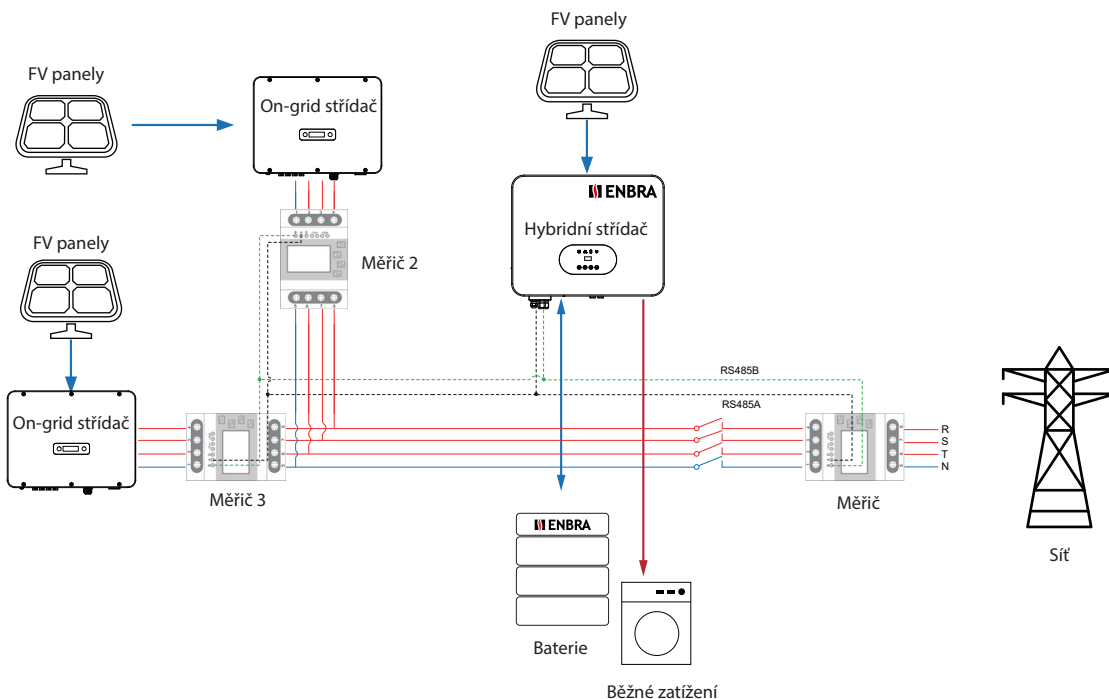 FV panely
FV panely
On-grid střídač
ENBRA
Hybridní střídač
Měřič 2
FV panely
RS485B
RS485A
On-grid střídač
R
S
T
N
Měřič 3
Měřič
ENBRA
Síť
Baterie
Běžné zatížení